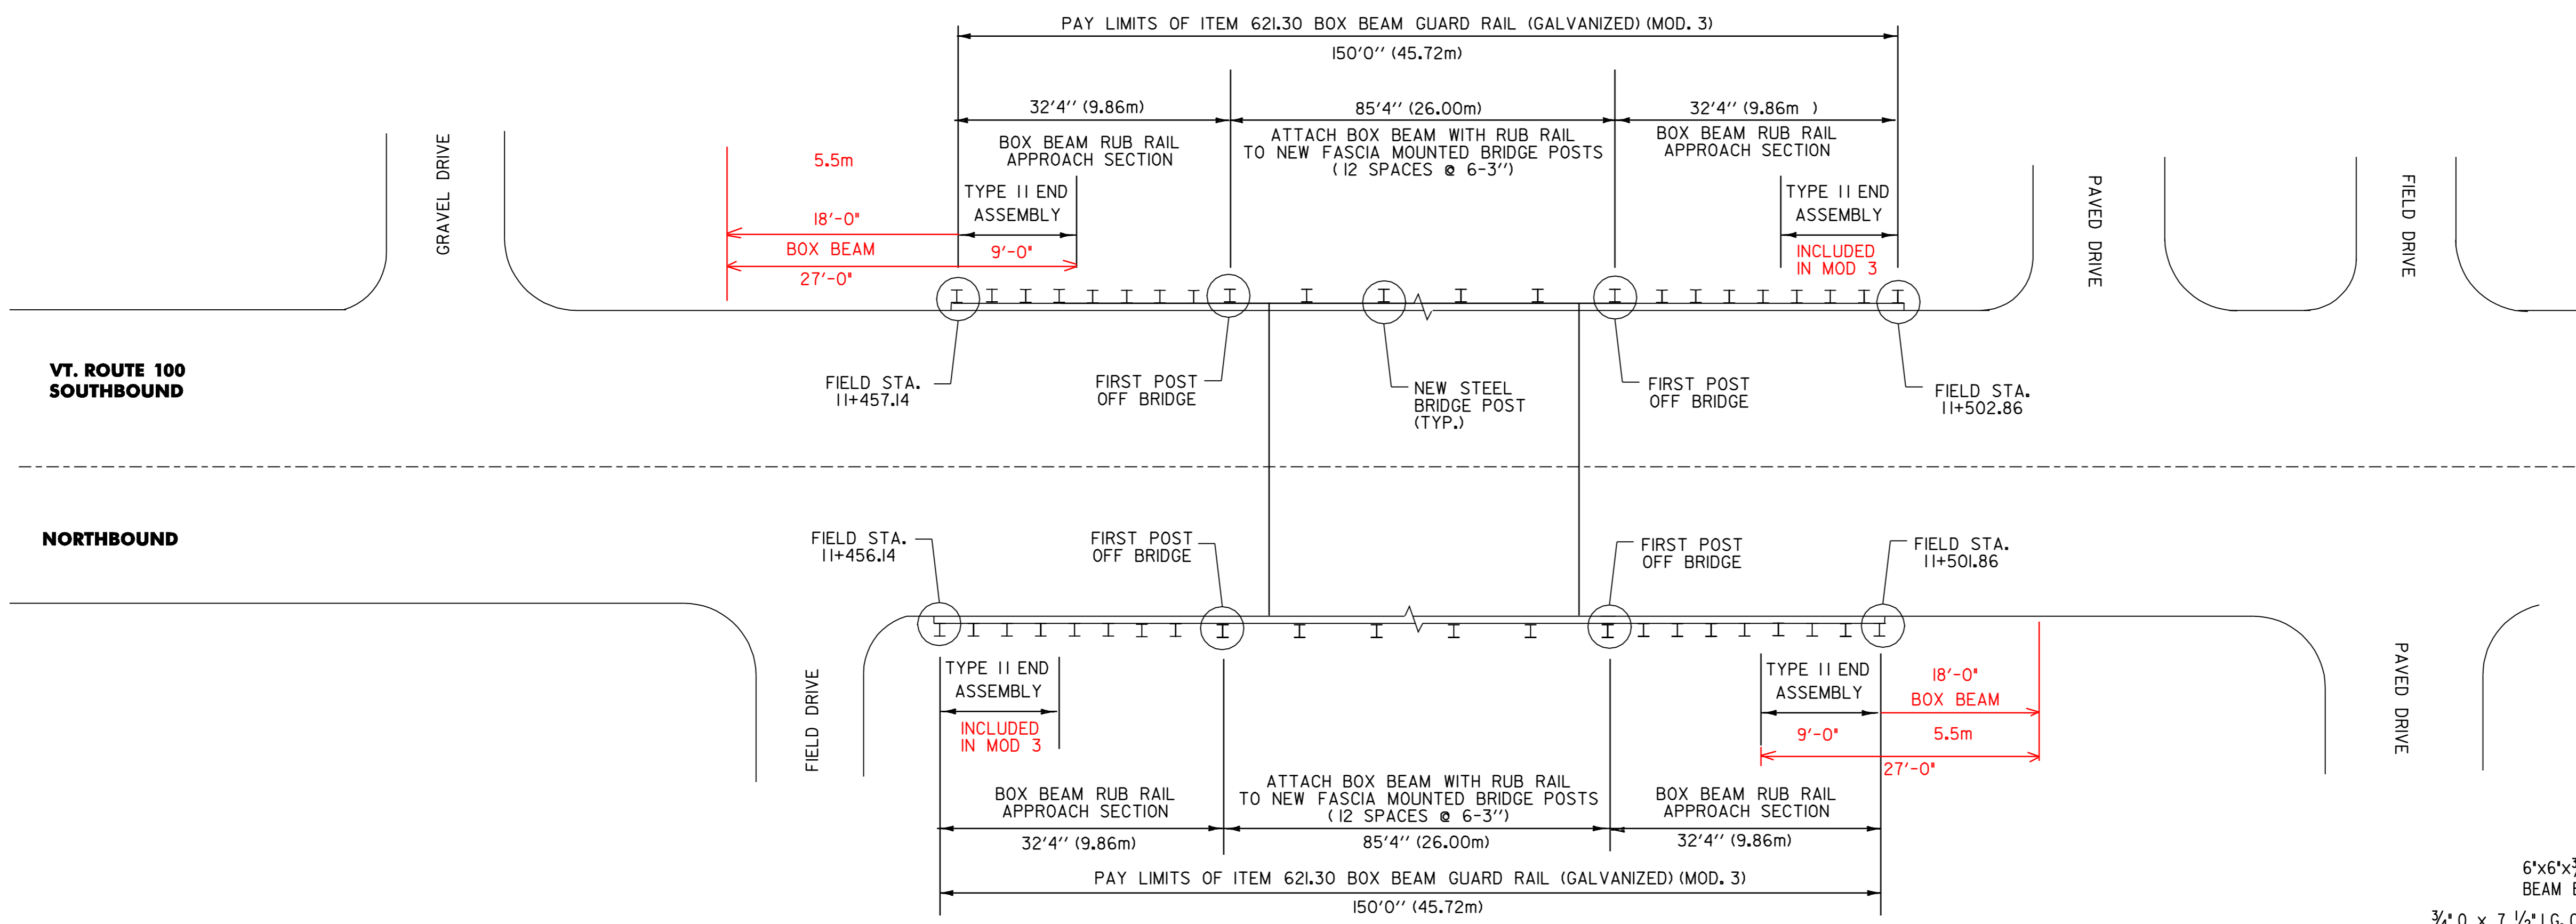 PAY LIMITS OF ITEM 621.30 BOX BEAM GUARD RAIL (GALVANIZED) (MOD. 3)
150'0'' (45.72m)
32'4'' (9.86m)
85'4'' (26.00m)
32'4'' (9.86m )
BOX BEAM RUB RAIL
APPROACH SECTION
ATTACH BOX BEAM WITH RUB RAIL
TO NEW FASCIA MOUNTED BRIDGE POSTS
(12 SPACES @ 6-3'')
BOX BEAM RUB RAIL
APPROACH SECTION
GRAVEL DRIVE
5.5m
18'-0"
BOX BEAM
27'-0"
TYPE II END
ASSEMBLY
9'-0"
TYPE II END
ASSEMBLY
INCLUDED
IN MOD 3
PAVED DRIVE
FIELD DRIVE
VT. ROUTE 100
SOUTHBOUND
FIELD STA.
11+457.14
FIRST POST
OFF BRIDGE
NEW STEEL
BRIDGE POST
(TYP.)
FIRST POST
OFF BRIDGE
FIELD STA.
11+502.86
NORTHBOUND
FIELD STA.
11+456.14
FIRST POST
OFF BRIDGE
FIRST POST
OFF BRIDGE
FIELD STA.
11+501.86
FIELD DRIVE
TYPE II END
ASSEMBLY
INCLUDED
IN MOD 3
TYPE II END
ASSEMBLY
9'-0"
18'-0"
BOX BEAM
5.5m
27'-0"
PAVED DRIVE
BOX BEAM RUB RAIL
APPROACH SECTION
ATTACH BOX BEAM WITH RUB RAIL
TO NEW FASCIA MOUNTED BRIDGE POSTS
(12 SPACES @ 6-3'')
BOX BEAM RUB RAIL
APPROACH SECTION
32'4'' (9.86m)
85'4'' (26.00m)
32'4'' (9.86m)
PAY LIMITS OF ITEM 621.30 BOX BEAM GUARD RAIL (GALVANIZED) (MOD. 3)
150'0'' (45.72m)
6"x6"x
BEAM
x 7 1/2" LG.